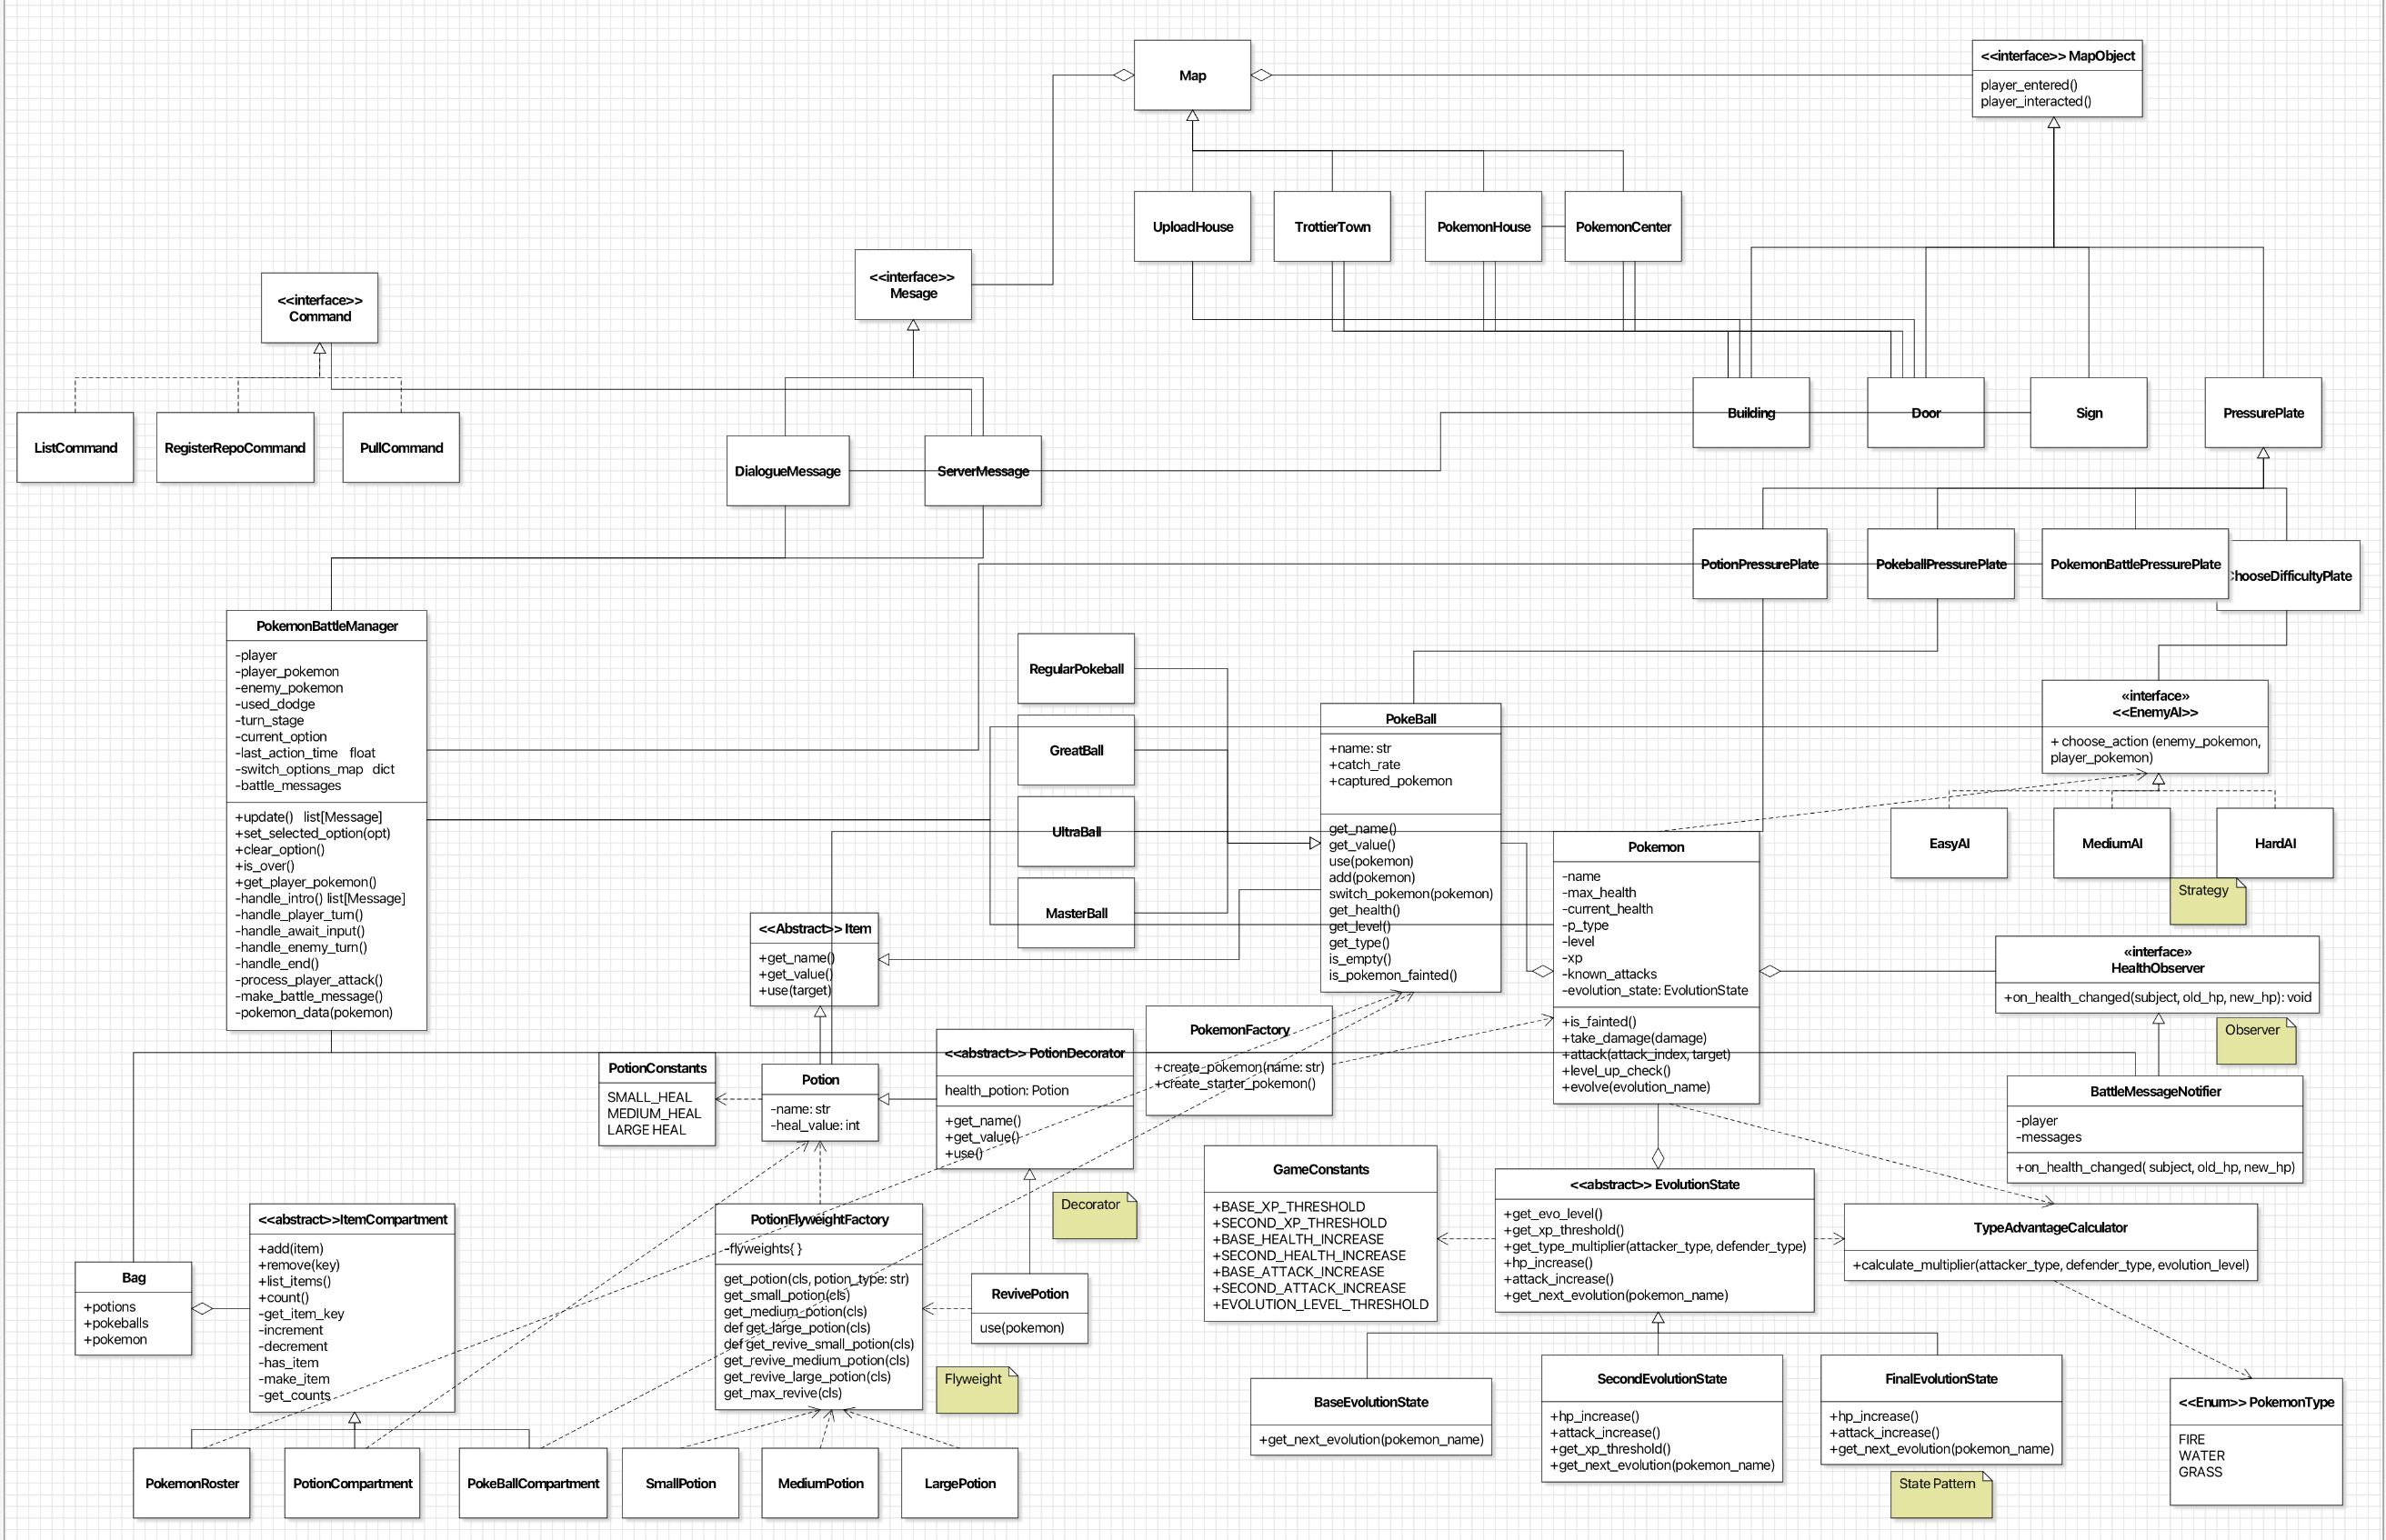 Map
<<interface>> MapObject
player_entered()
player_interacted()
UploadHouse
TrottierTown
PokemonHouse
PokemonCenter
<<interface>>
Mesage
<<interface>>
Command
ListCommand
RegisterRepoCommand
PullCommand
DialogueMessage
ServerMessage
Building
Door
Sign
PressurePlate
PotionPressurePlate
PokeballPressurePlate
PokemonBattlePressurePlate
PokemonBattleManager
-player
-player_pokemon
-enemy_pokemon
-used_dodge
-turn_stage
-current_option
-last_action_time float
-switch_options_map dict
-battle_messages
+update() list[Message]
+set_selected_option(opt)
+clear_option()
+is_over()
+get_player_pokemon()
-handle_intro() list[Message]
-handle_player_turn()
-handle_await_input()
-handle_enemy_turn()
-handle_end()
-process_player_attack()
-make_battle_message()
-pokemon_data(pokemon)
RegularPokeball
GreatBall
UltraBall
MasterBall
PokeBall
+name: str
+catch_rate
+captured_pokemon
get_name()
get_value()
use(pokemon)
add(pokemon)
switch_pokemon(pokemon)
get_health()
get_level()
get_type()
is_empty()
is_pokemon_fainted()
«interface»
<<EnemyAI>>
+ choose_action (enemy_pokemon,
player_pokemon)
EasyAI
MediumAI
HardAI
Strategy
Pokemon
-name
-max_health
-current_health
-p_type
-level
-xp
-known_attacks
-evolution_state: EvolutionState
+is_fainted()
+take_damage(damage)
+attack(attack_index, target)
+level_up_check()
+evolve(evolution_name)
<<Abstract>> Item
+get_name()
+get_value()
+use(target)
«interface»
HealthObserver
+on_health_changed(subject, old_hp, new_hp): void
Observer
PokemonFactory
+create_pokemon(name: str)
+create_starter_pokemon()
<<abstract>> PotionDecorator
health_potion: Potion
+get_name()
+get_value()
+use()
PotionConstants
SMALL_HEAL
MEDIUM_HEAL
LARGE HEAL
Potion
-name: str
-heal_value: int
BattleMessageNotifier
-player
-messages
+on_health_changed( subject, old_hp, new_hp)
Decorator
GameConstants
+BASE_XP_THRESHOLD
+SECOND_XP_THRESHOLD
+BASE_HEALTH_INCREASE
+SECOND_HEALTH_INCREASE
+BASE_ATTACK_INCREASE
+SECOND_ATTACK_INCREASE
+EVOLUTION_LEVEL_THRESHOLD
<<abstract>> EvolutionState
+get_evo_level()
+get_xp_threshold()
+get_type_multiplier(attacker_type, defender_type)
+hp_increase()
+attack_increase()
+get_next_evolution(pokemon_name)
TypeAdvantageCalculator
+calculate_multiplier(attacker_type, defender_type, evolution_level)
Bag
+potions
+pokeballs
+pokemon
<<abstract>>ItemCompartment
+add(item)
+remove(key)
+list_items()
+count()
-get_item_key
-increment
-decrement
-has_item
-make_item
-get_counts
PotionFlyweightFactory
-flyweights{ }
get_potion(cls, potion_type: str)
get_small_potion(cls)
get_medium_potion(cls)
def get_large_potion(cls)
def get_revive_small_potion(cls)
get_revive_medium_potion(cls)
get_revive_large_potion(cls)
get_max_revive(cls)
RevivePotion
use(pokemon)
Flyweight
BaseEvolutionState
+get_next_evolution(pokemon_name)
SecondEvolutionState
+hp_increase()
+attack_increase()
+get_xp_threshold()
+get_next_evolution(pokemon_name)
FinalEvolutionState
+hp_increase()
+attack_increase()
+get_next_evolution(pokemon_name)
State Pattern
<<Enum>> PokemonType
FIRE
WATER
GRASS
PokemonRoster
PotionCompartment
PokeBallCompartment
SmallPotion
MediumPotion
LargePotion